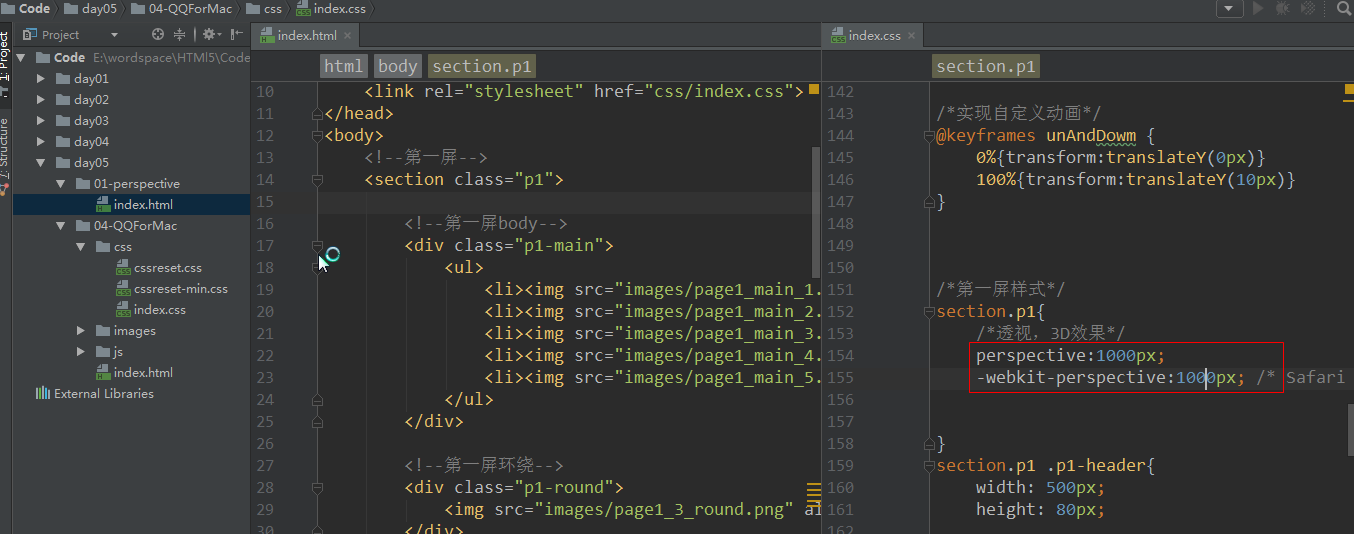 Code day05 04-QQForMac css index.css
1: Project
7: Structure
Project
Code E:\wordspace\HTMl5\Code
day01
day02
day03
day04
day05
01-perspective
index.html
04-QQForMac
css
cssreset.css
cssreset-min.css
index.css
images
js
index.html
External Libraries
index.html
html body section.p1
10 <link rel="stylesheet" href="css/index.css">
11 </head>
12 <body>
13 <!--第一屏-->
14 <section class="p1">
15
16 <!--第一屏body-->
17 <div class="p1-main">
18 <ul>
19 <li><img src="images/page1_main_1.
20 <li><img src="images/page1_main_2.
21 <li><img src="images/page1_main_3.
22 <li><img src="images/page1_main_4.
23 <li><img src="images/page1_main_5.
24 </ul>
25 </div>
26
27 <!--第一屏环绕-->
28 <div class="p1-round">
29 <img src="images/page1_3_round.png" al
30 </div>
index.css
section.p1
142
143 /*实现自定义动画*/
144 @keyframes unAndDowm {
145 0%{transform:translateY(0px)}
146 100%{transform:translateY(10px)}
147 }
148
149
150
151 /*第一屏样式*/
152 section.p1{
153 /*透视，3D效果*/
154 perspective:1000px;
155 -webkit-perspective:1000px; /* Safari
156
157
158 }
159 section.p1 .p1-header{
160 width: 500px;
161 height: 80px;
162